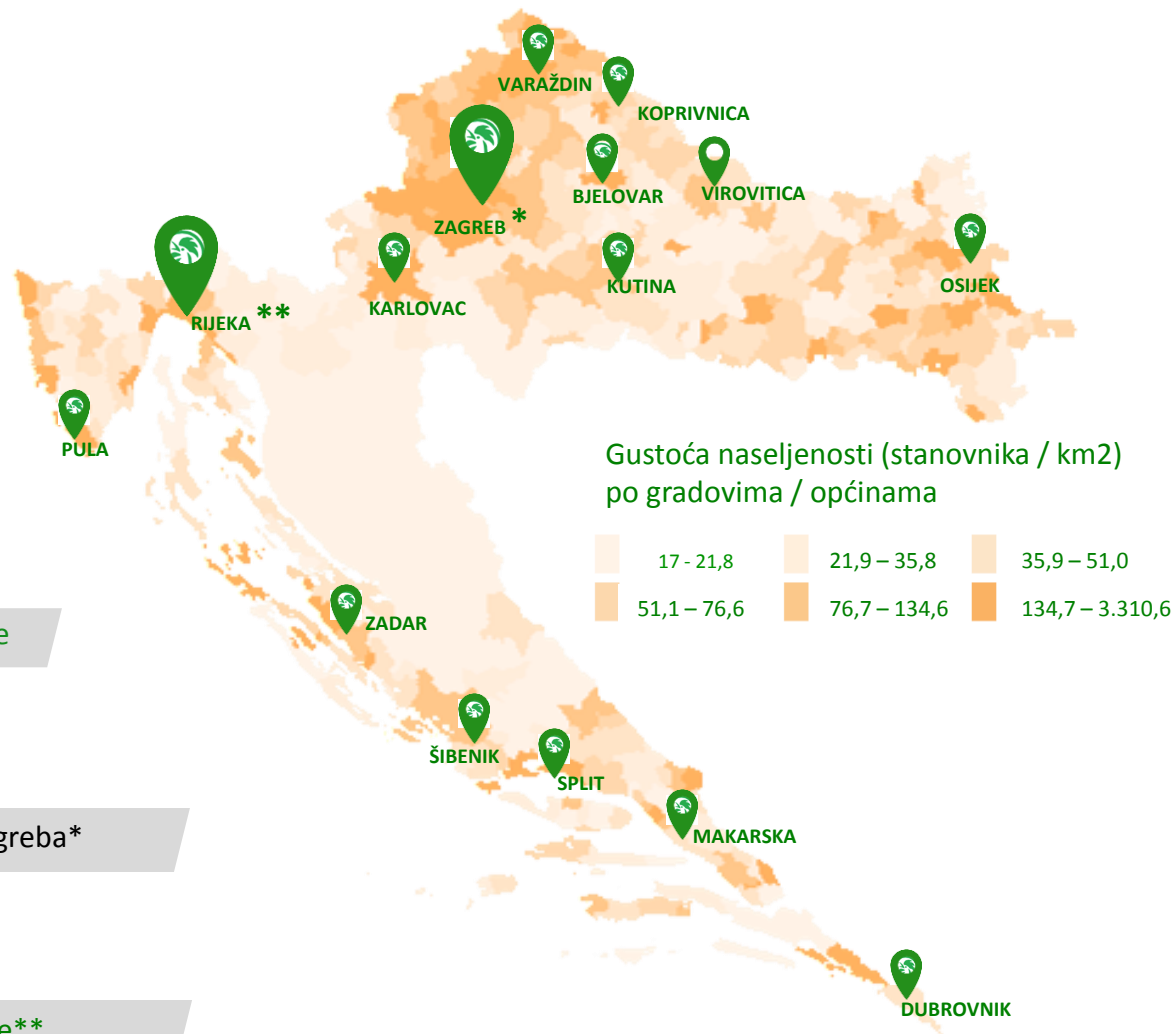 VARAŽDIN
KOPRIVNICA
BJELOVAR
VIROVITICA
ZAGREB *
OSIJEK
KUTINA
KARLOVAC
RIJEKA **
PULA
Gustoća naseljenosti (stanovnika / km2)
po gradovima / općinama
17 - 21,8 21,9 – 35,8 35,9 – 51,0
51,1 – 76,6 76,7 – 134,6 134,7 – 3.310,6
ZADAR
e
ŠIBENIK
SPLIT
greba*
MAKARSKA
DUBROVNIK
e**